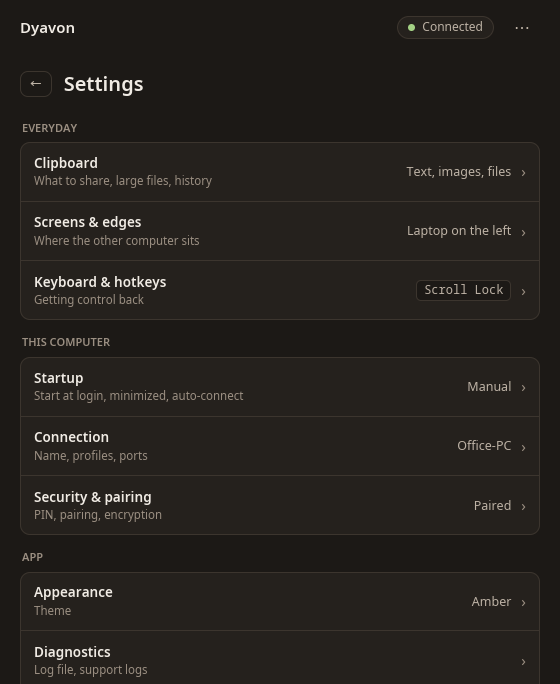 Dyavon
Connected
⋯
←
Settings
EVERYDAY
Clipboard
What to share, large files, history
Text, images, files ›
Screens & edges
Where the other computer sits
Laptop on the left ›
Keyboard & hotkeys
Getting control back
Scroll Lock ›
THIS COMPUTER
Startup
Start at login, minimized, auto-connect
Manual ›
Connection
Name, profiles, ports
Office-PC ›
Security & pairing
PIN, pairing, encryption
Paired ›
APP
Appearance
Theme
Amber ›
Diagnostics
Log file, support logs
›